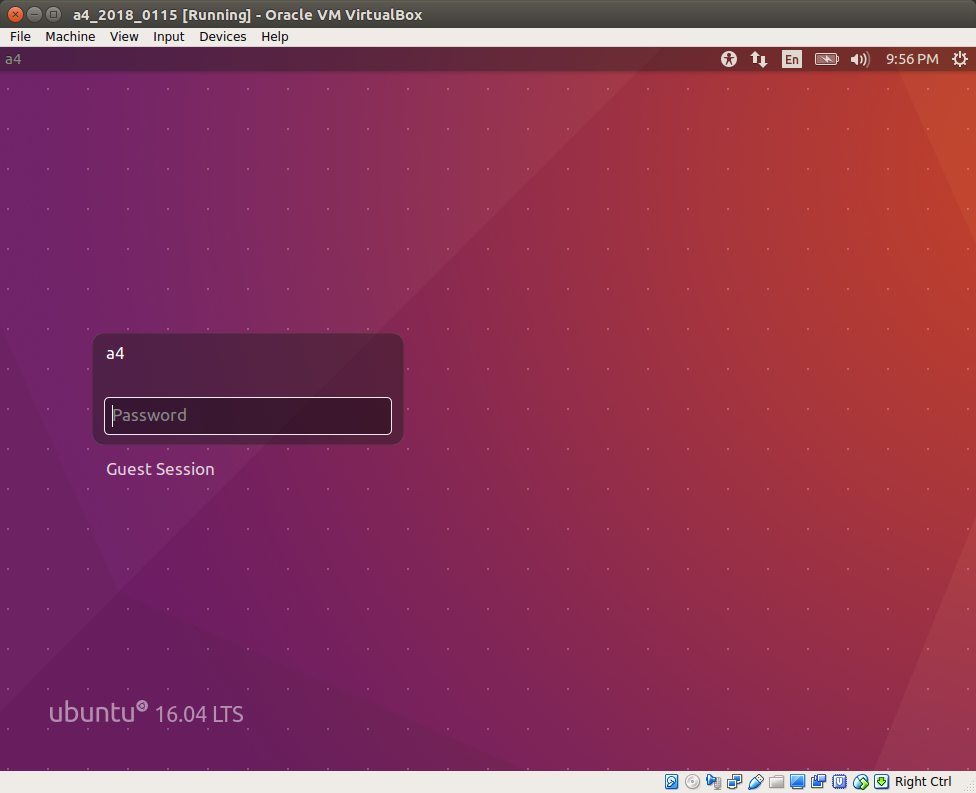 a4_2018_0115 [Running] - Oracle VM VirtualBox
File Machine View Input Devices Help
a4 En 9:56 PM
a4
Password
Guest Session
ubuntu 16.04 LTS
Right Ctrl